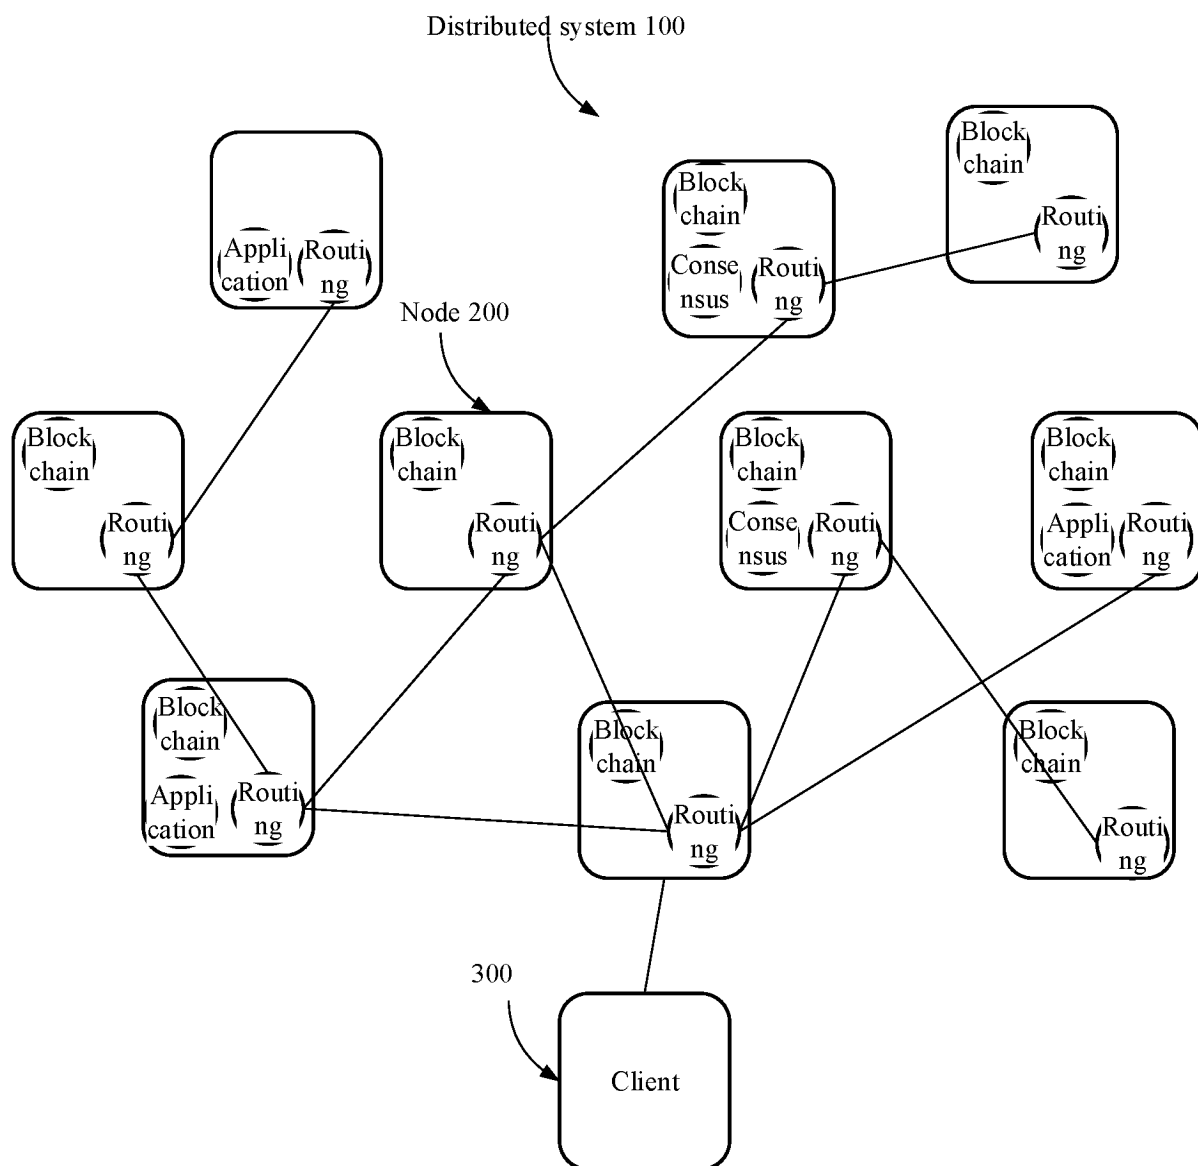 Distributed system 100
Block
chain
Routi
ng
Block
chain
Conse
nsus
Routi
ng
Appli
cation
Routi
ng
Node 200
Block
chain
Routi
ng
Block
chain
Routi
ng
Block
chain
Conse
nsus
Routi
ng
Block
chain
Appli
cation
Routi
ng
Block
chain
Appli
cation
Routi
ng
Block
chain
Routi
ng
Block
chain
Routi
ng
300
Client